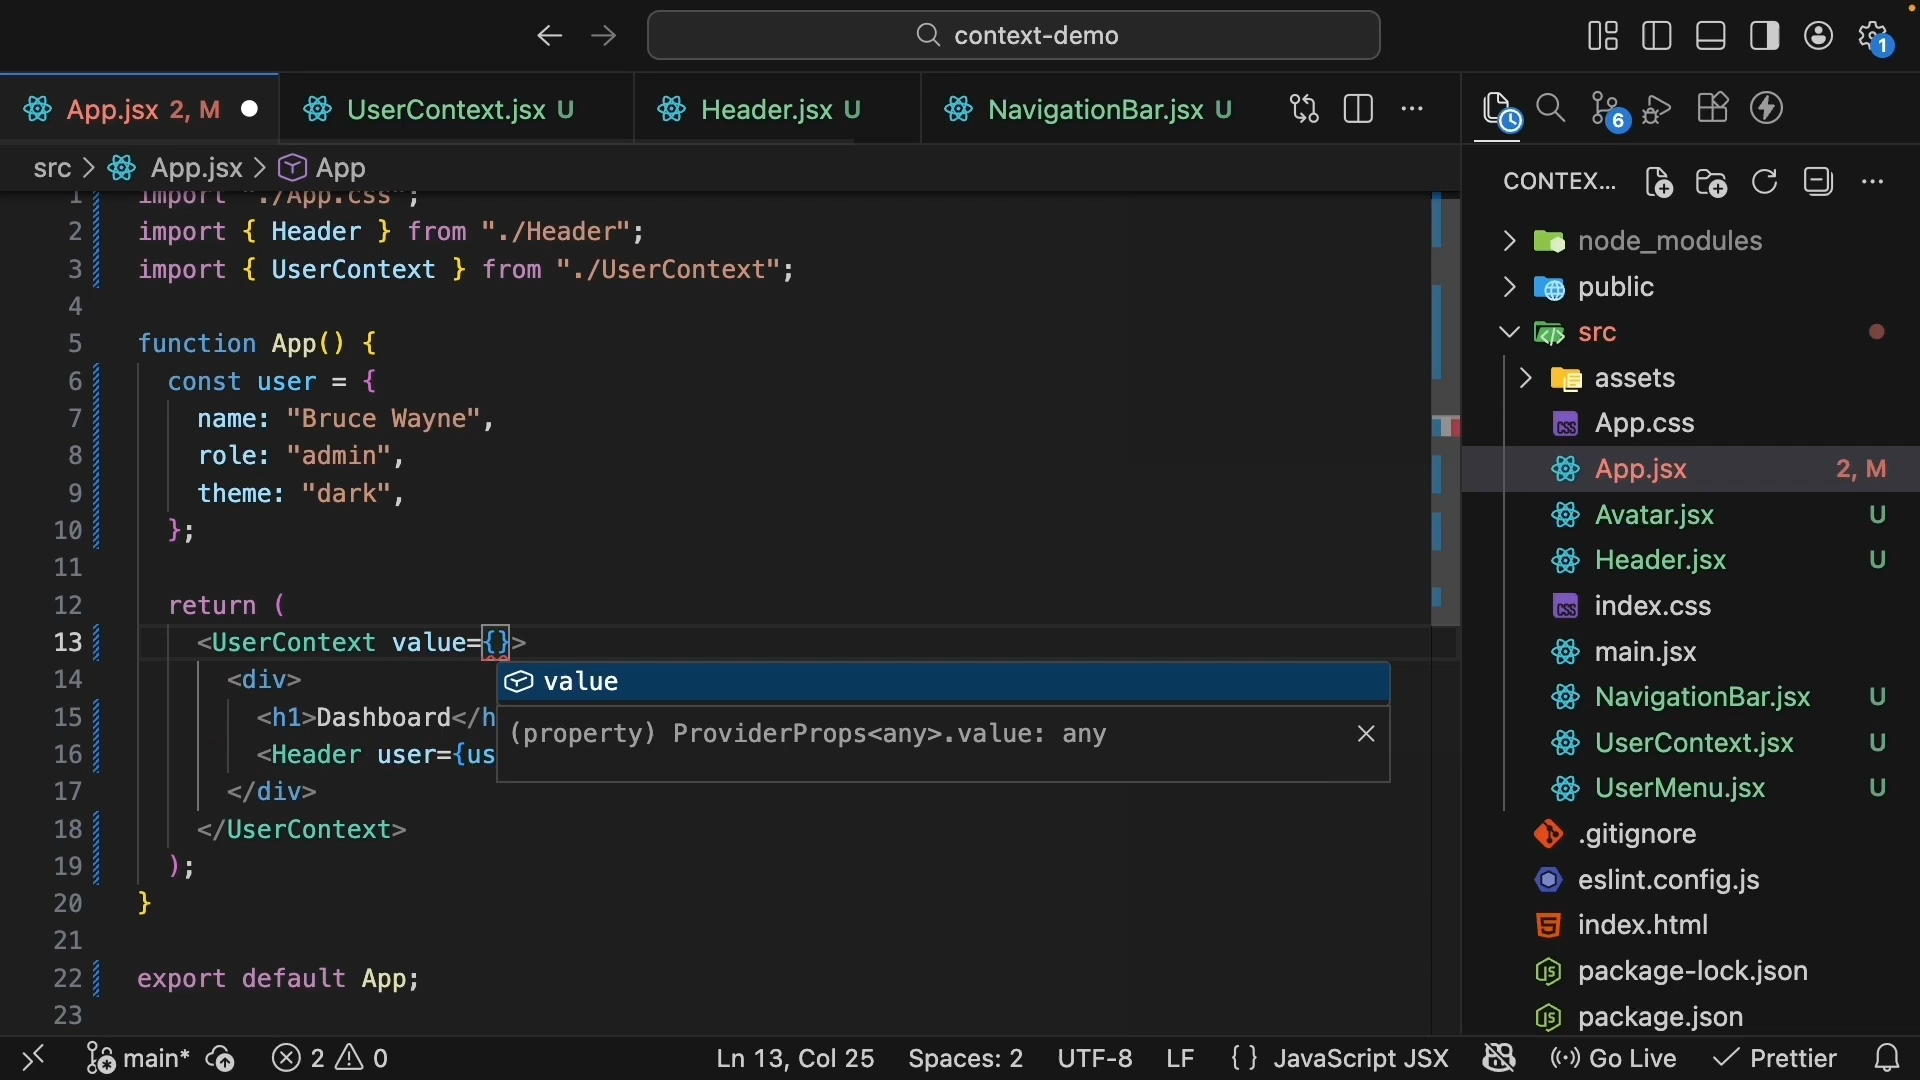 context-demo
1
App.jsx 2, M
UserContext.jsx U
Header.jsx U
NavigationBar.jsx U
6
src > App.jsx > App
CONTEX...
1 import "./App.css";
2 import { Header } from "./Header";
3 import { UserContext } from "./UserContext";
4
5 function App() {
6 const user = {
7 name: "Bruce Wayne",
8 role: "admin",
9 theme: "dark",
10 };
11
12 return (
13 <UserContext value={}>
14 <div>
15 <h1>Dashboard</h
16 <Header user={us
17 </div>
18 </UserContext>
19 );
20 }
21
22 export default App;
23
value
(property) ProviderProps<any>.value: any
node_modules
public
src
assets
App.css
App.jsx 2, M
Avatar.jsx U
Header.jsx U
index.css
main.jsx
NavigationBar.jsx U
UserContext.jsx U
UserMenu.jsx U
.gitignore
eslint.config.js
index.html
package-lock.json
package.json
main* 2 0 Ln 13, Col 25 Spaces: 2 UTF-8 LF { } JavaScript JSX Go Live Prettier